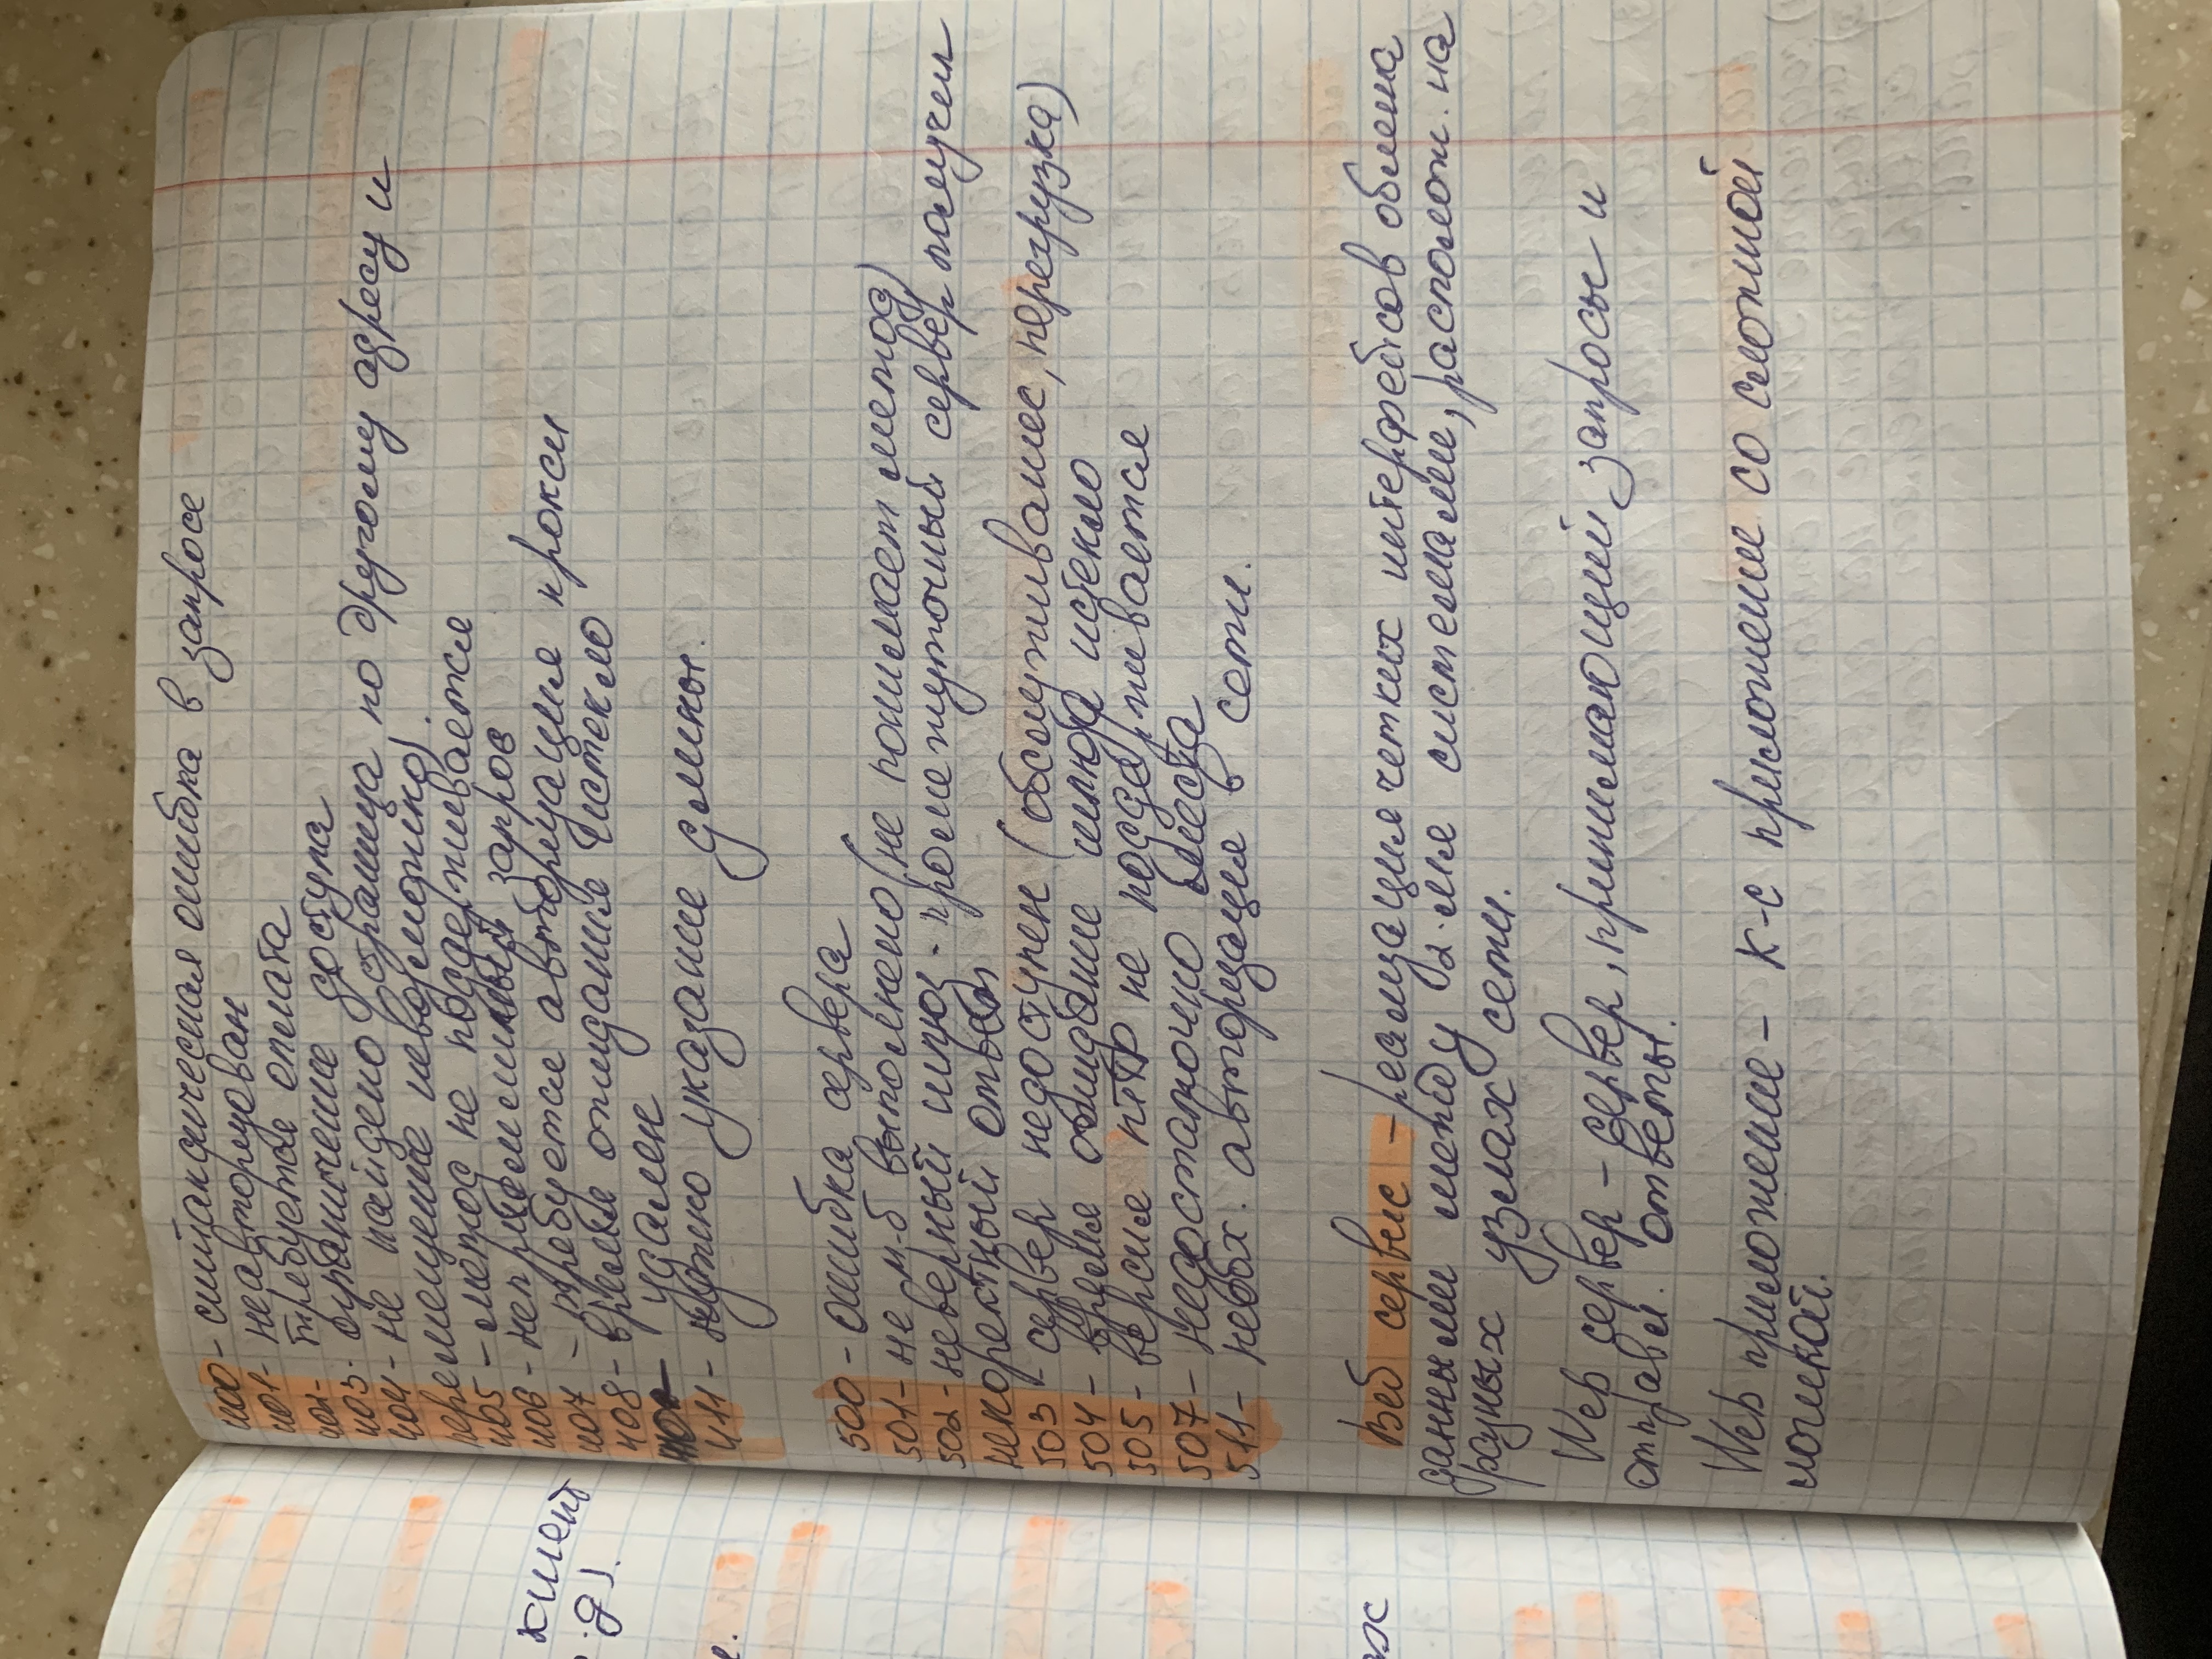 400 - синтаксическая ошибка в запросе
401 - неавторизован
402 - требуется оплата
403 - ограничение доступа
404 - не найдено (страница по другому адресу и
перемещение невозможно).
405 - метод не поддерживается
406 - неприемлимый запрос
407 - требуется авторизация прокси
408 - время ожидания истекло
410 - удален
411 - нужно указание длины.
500 - ошибка сервера
501 - не м.б выполнено (не понимает метод)
502 - неверный шлюз - промежуточный сервер получил
некоректный ответ
503 - сервер недоступен (обслуживание, перегрузка)
504 - время ожидание шлюза истекло
505 - версия HTTP не поддерживается
507 - недостаточно места
511 - необх. авторизация в сети.
Веб сервис - реализация четких интерфейсов обмена
данными между 2-мя системами, располож. на
разных узлах сети.
Web сервер - сервер, принимающий запросы и
отправл. ответы.
Web приложение - К-С приложение со сложной
логикой.
клиент
.д).